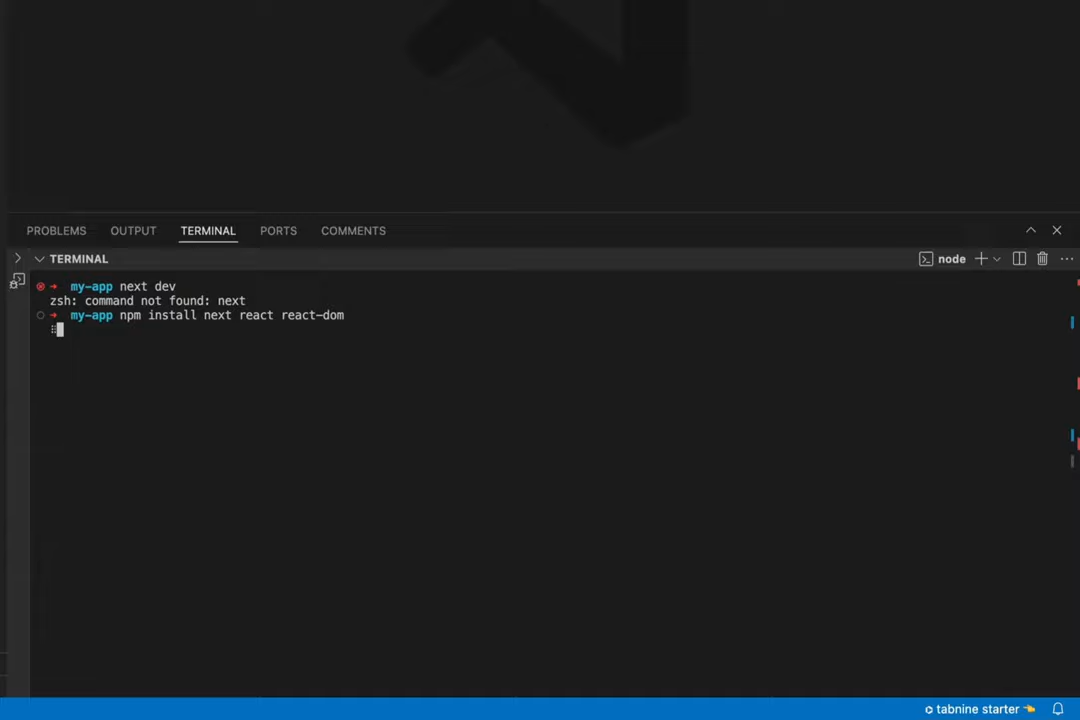 PROBLEMS OUTPUT TERMINAL PORTS COMMENTS
TERMINAL
node
my-app next dev
zsh: command not found: next
my-app npm install next react react-dom
tabnine starter